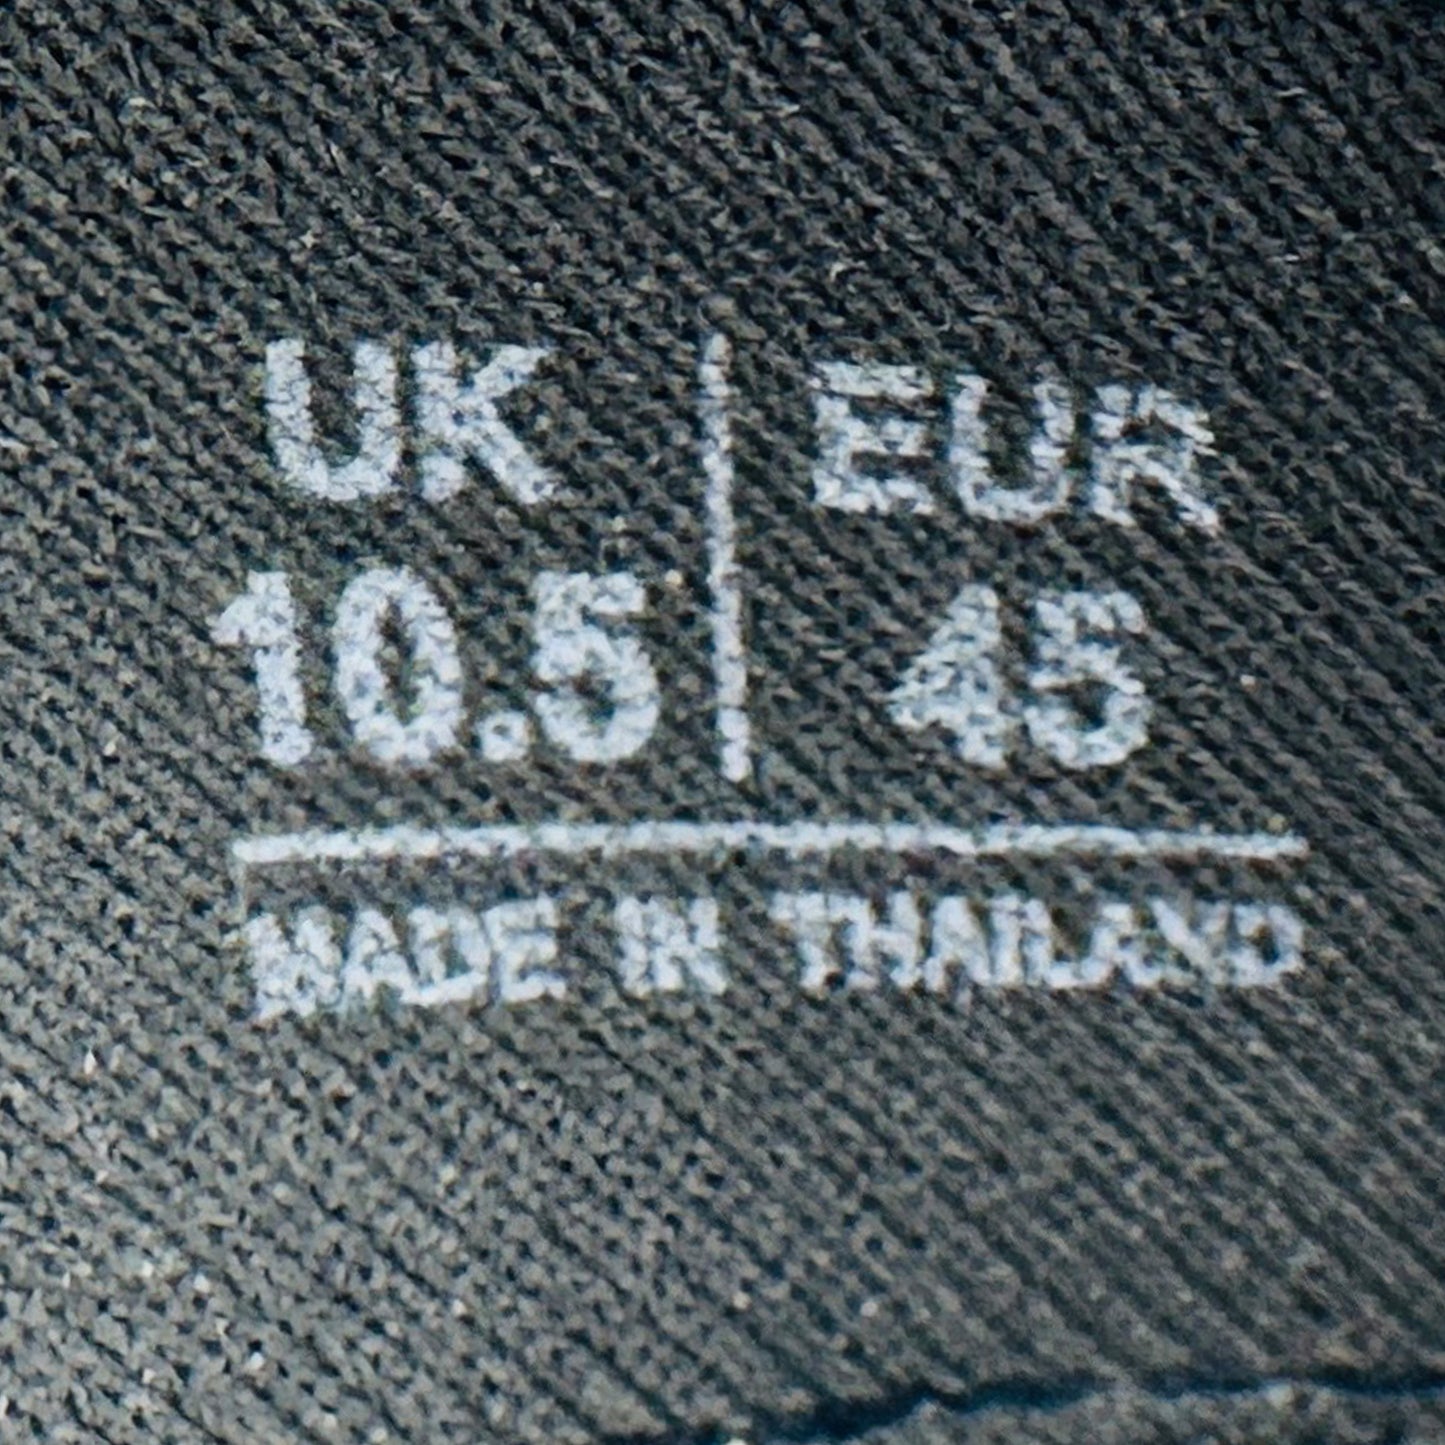 UK EUR
10.5 45
MADE IN THAILAND